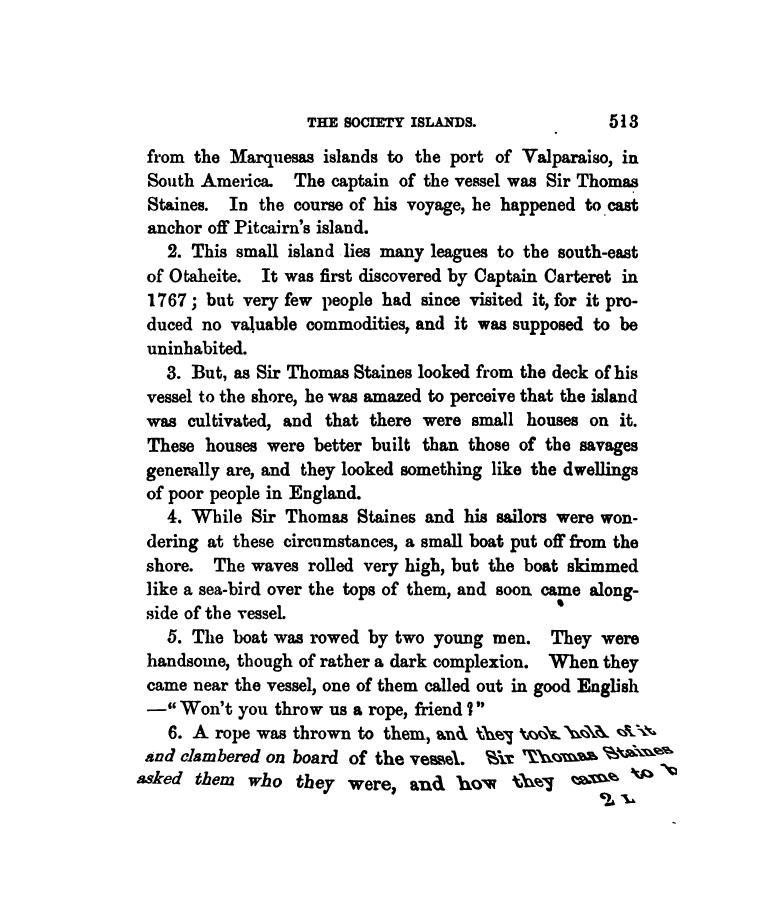 THE SOCIETY ISLANDS. 513
from the Marquesas islands to the port of Valparaiso, in
South America. The captain of the vessel was Sir Thomas
Staines. In the course of his voyage, he happened to cast
anchor off Pitcairn's island.
2. This small island lies many leagues to the south-east
of Otaheite. It was first discovered by Captain Carteret in
1767; but very few people had since visited it, for it pro-
duced no valuable commodities, and it was supposed to be
uninhabited.
3. But, as Sir Thomas Staines looked from the deck of his
vessel to the shore, he was amazed to perceive that the island
was cultivated, and that there were small houses on it.
These houses were better built than those of the savages
generally are, and they looked something like the dwellings
of poor people in England.
4. While Sir Thomas Staines and his sailors were won-
dering at these circumstances, a small boat put off from the
shore. The waves rolled very high, but the boat skimmed
like a sea-bird over the tops of them, and soon came along-
side of the vessel.
5. The boat was rowed by two young men. They were
handsome, though of rather a dark complexion. When they
came near the vessel, one of them called out in good English
—“Won't you throw us a rope, friend?”
6. A rope was thrown to them, and they took hold of it
and clambered on board of the vessel. Sir Thomas Staines
asked them who they were, and how they came to b
2 L